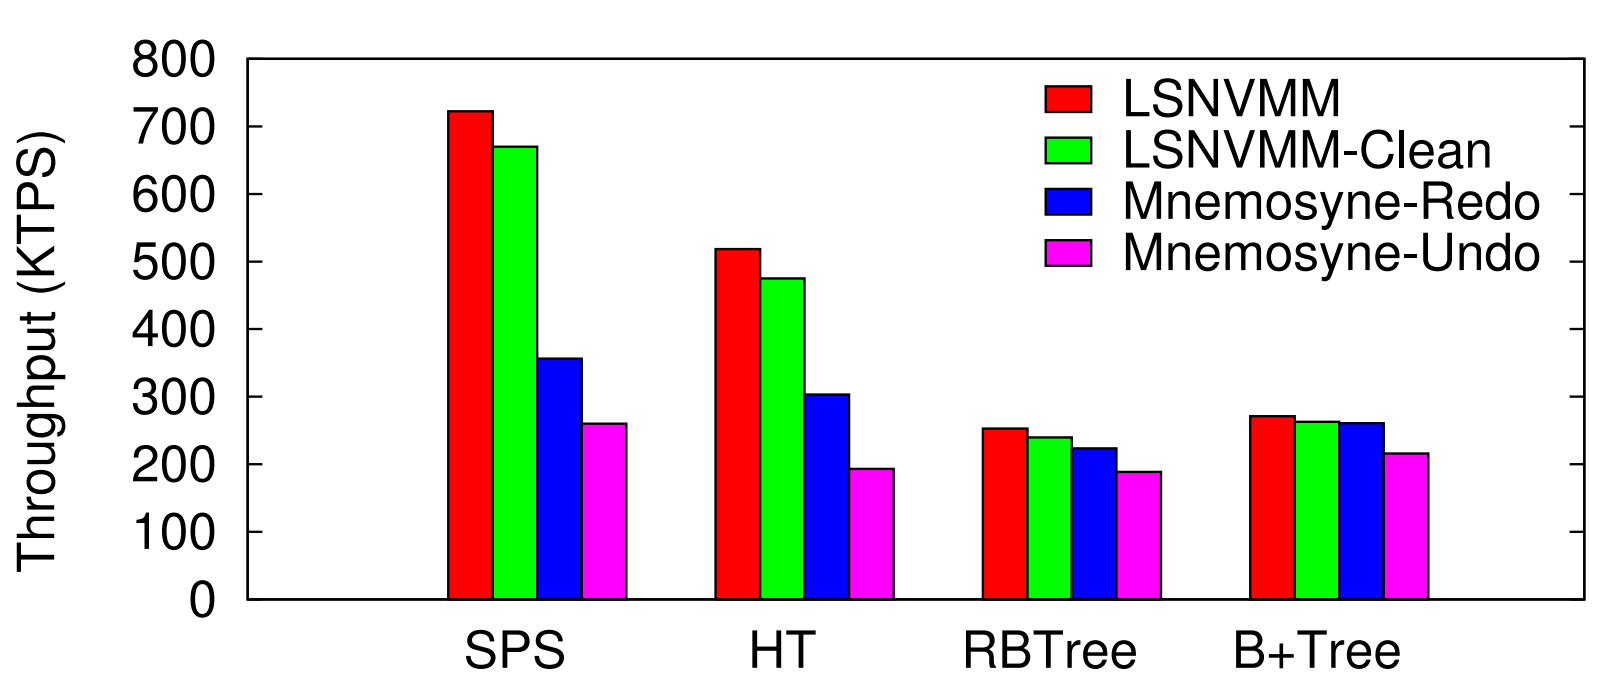 Throughput (KTPS)
800
700
600
500
400
300
200
100
0
LSNVMM
LSNVMM-Clean
Mnemosyne-Redo
Mnemosyne-Undo
SPS HT RBTree B+Tree